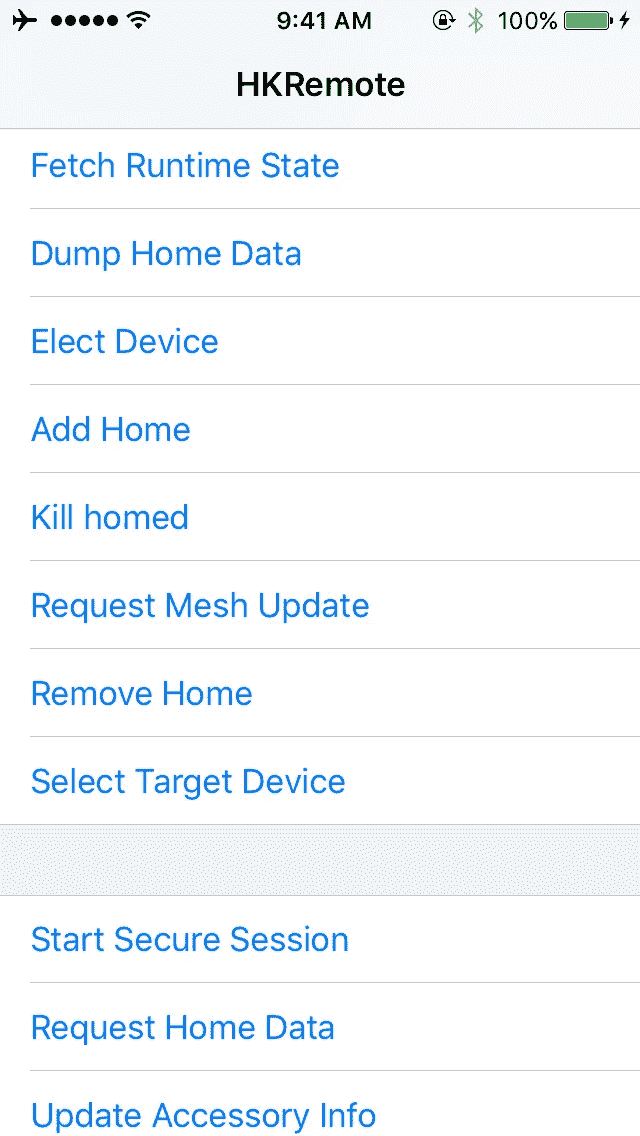 9:41 AM 100%
HKRemote
Fetch Runtime State
Dump Home Data
Elect Device
Add Home
Kill homed
Request Mesh Update
Remove Home
Select Target Device
Start Secure Session
Request Home Data
Update Accessory Info